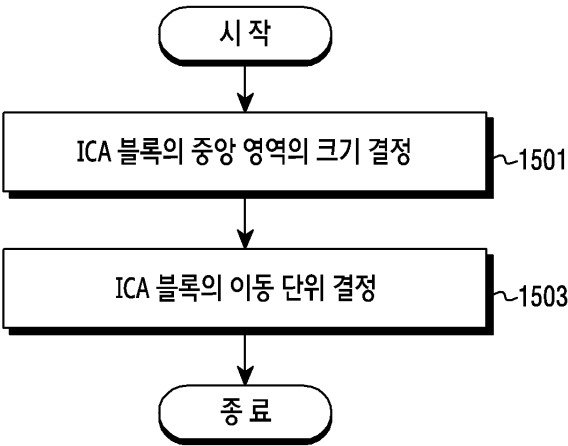 시 작
ICA 블록의 중앙 영역의 크기 결정
1501
ICA 블록의 이동 단위 결정
1503
종 료